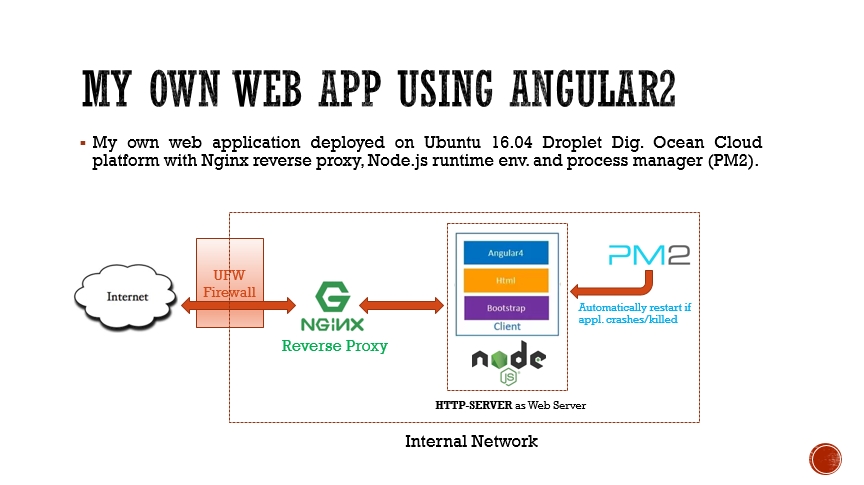 MY OWN WEB APP USING ANGULAR2
My own web application deployed on Ubuntu 16.04 Droplet Dig. Ocean Cloud
platform with Nginx reverse proxy, Node.js runtime env. and process manager (PM2).
Internet
UFW
Firewall
NGiNX
Reverse Proxy
Angular4
Html
Bootstrap
Client
node
JS
HTTP-SERVER as Web Server
PM2
Automatically restart if
appl. crashes/killed
Internal Network